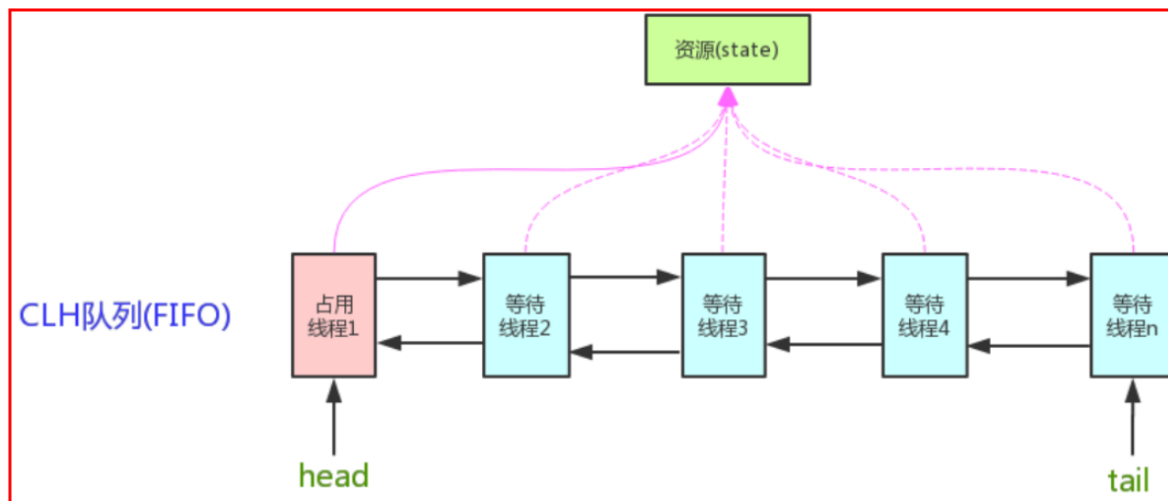 资源(state)
CLH队列(FIFO)
占用
线程1
等待
线程2
等待
线程3
等待
线程4
等待
线程n
head
tail